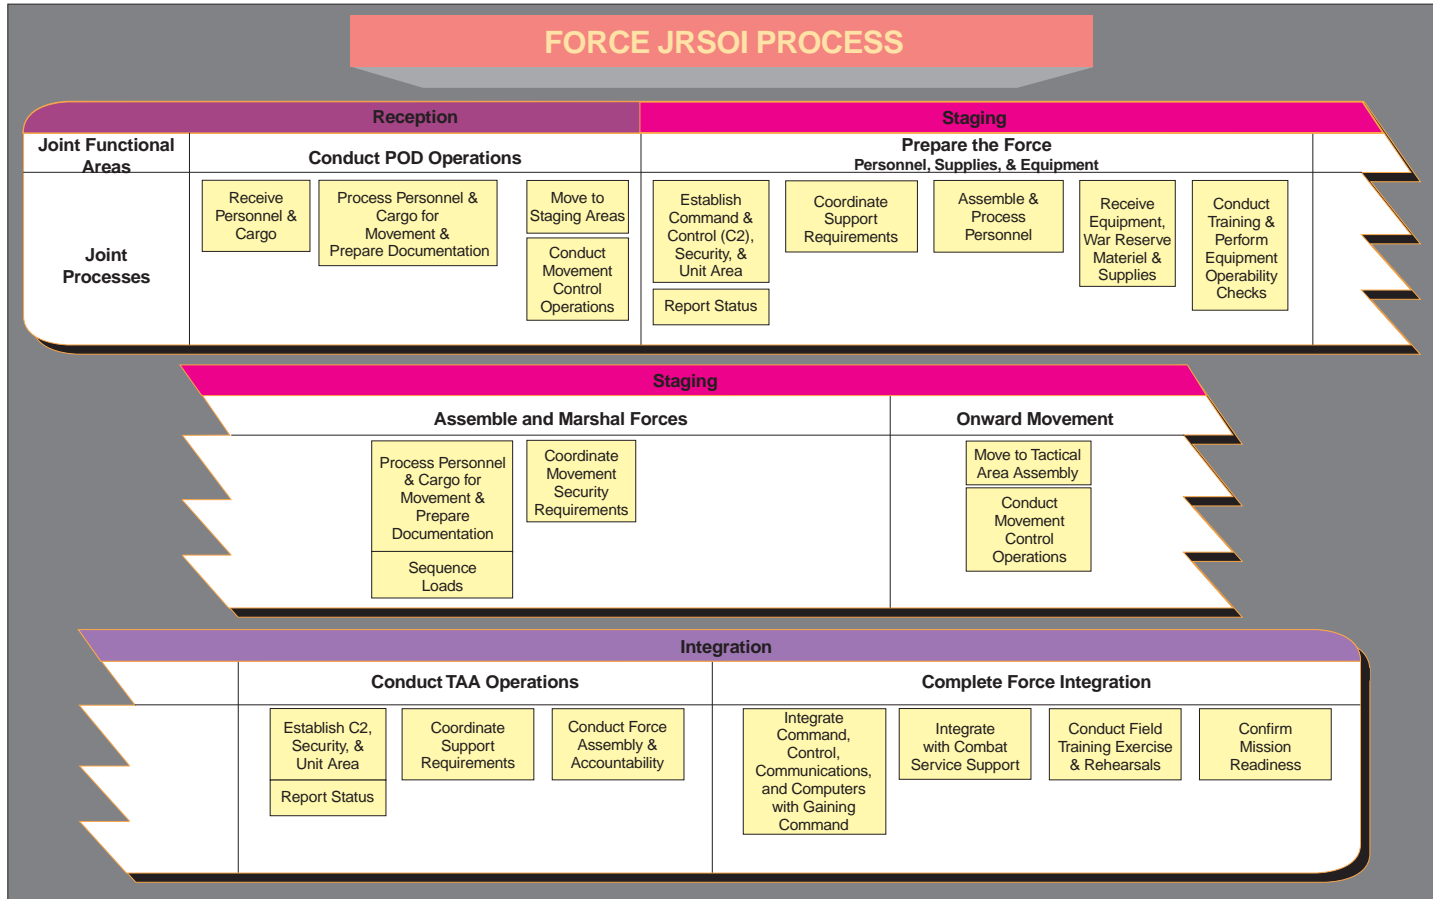 FORCE JRSOI PROCESS
Reception
Staging
Joint Functional
Areas
Conduct POD Operations
Prepare the Force
Personnel, Supplies, & Equipment
Joint
Processes
Receive
Personnel &
Cargo
Process Personnel &
Cargo for
Movement &
Prepare Documentation
Move to
Staging Areas
Conduct
Movement
Control
Operations
Establish
Command &
Control (C2),
Security, &
Unit Area
Report Status
Coordinate
Support
Requirements
Assemble &
Process
Personnel
Receive
Equipment,
War Reserve
Materiel &
Supplies
Conduct
Training &
Perform
Equipment
Operability
Checks
Staging
Assemble and Marshal Forces
Onward Movement
Process Personnel
& Cargo for
Movement &
Prepare
Documentation
Sequence
Loads
Coordinate
Movement
Security
Requirements
Move to Tactical
Area Assembly
Conduct
Movement
Control
Operations
Integration
Conduct TAA Operations
Complete Force Integration
Establish C2,
Security, &
Unit Area
Report Status
Coordinate
Support
Requirements
Conduct Force
Assembly &
Accountability
Integrate
Command,
Control,
Communications,
and Computers
with Gaining
Command
Integrate
with Combat
Service Support
Conduct Field
Training Exercise
& Rehearsals
Confirm
Mission
Readiness